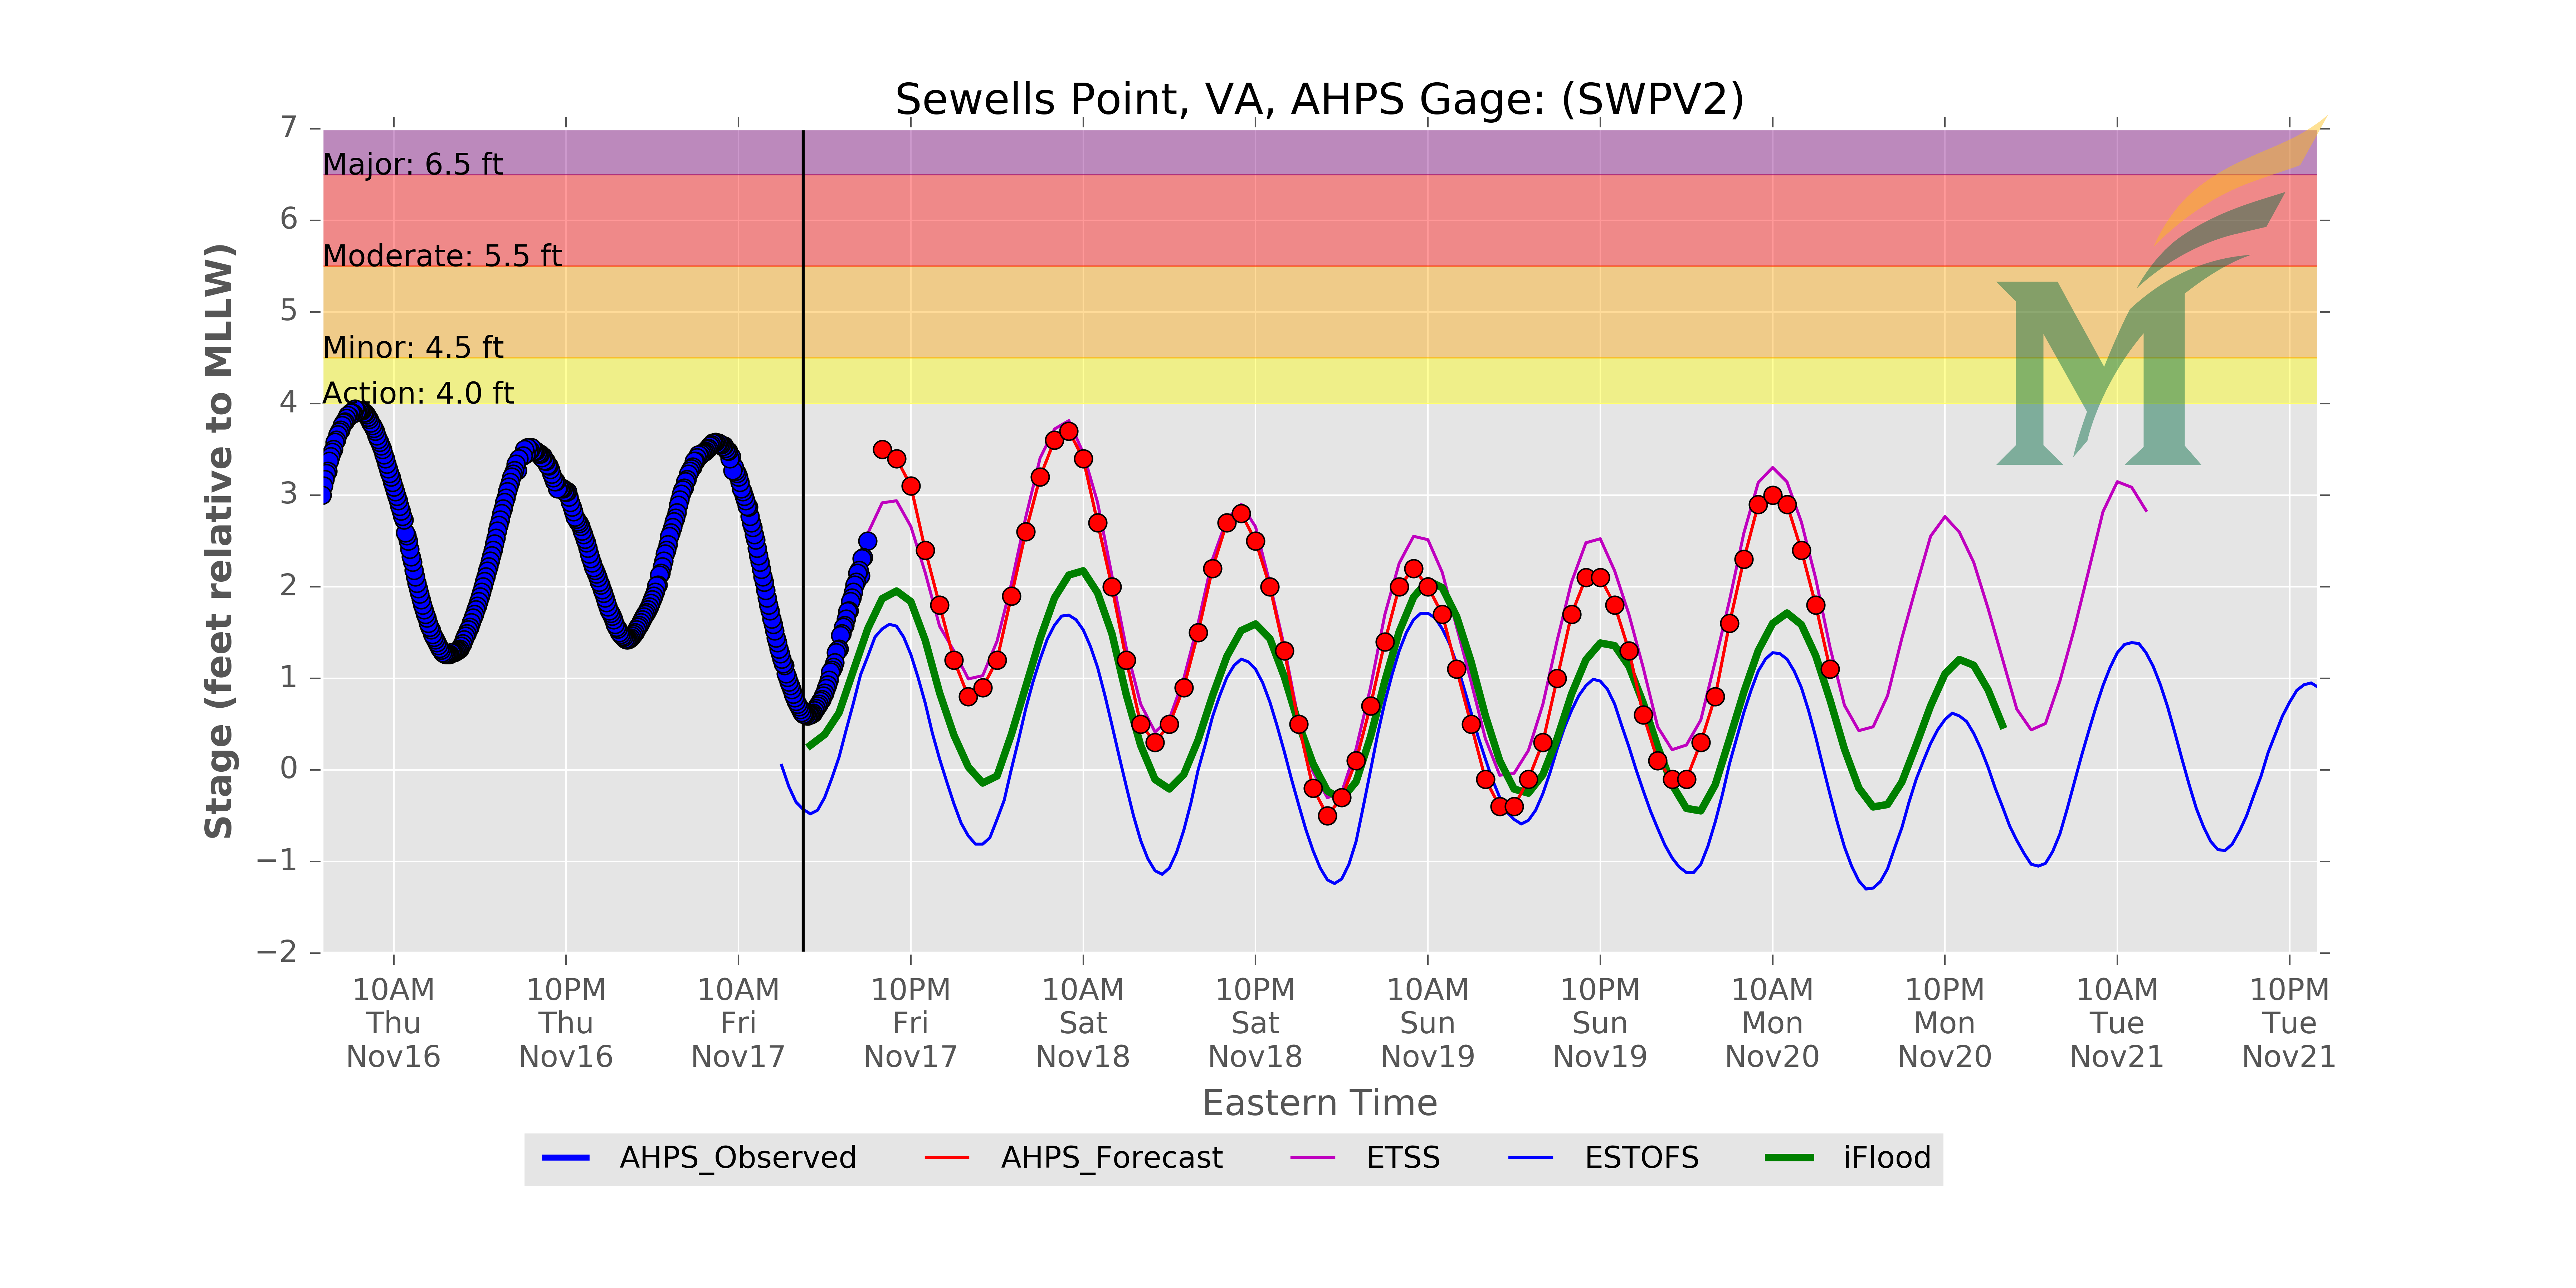 Sewells Point, VA, AHPS Gage: (SWPV2)
Stage (feet relative to MLLW)
7
6
5
4
3
2
1
0
−1
−2
Major: 6.5 ft
Moderate: 5.5 ft
Minor: 4.5 ft
Action: 4.0 ft
M
10AM
Thu
Nov16
10PM
Thu
Nov16
10AM
Fri
Nov17
10PM
Fri
Nov17
10AM
Sat
Nov18
10PM
Sat
Nov18
10AM
Sun
Nov19
10PM
Sun
Nov19
10AM
Mon
Nov20
10PM
Mon
Nov20
10AM
Tue
Nov21
10PM
Tue
Nov21
Eastern Time
AHPS_Observed
AHPS_Forecast
ETSS
ESTOFS
iFlood